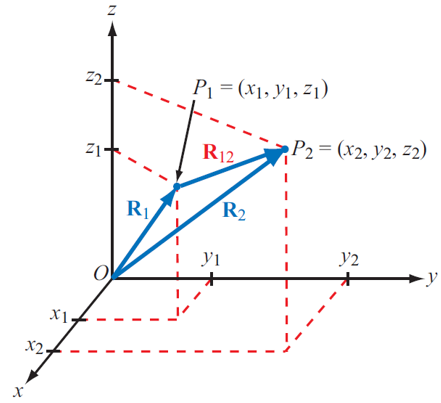 z
z₂
P₁ = (x₁, y₁, z₁)
z₁
R₁₂
P₂ = (x₂, y₂, z₂)
R₁
R₂
O
y₁
y₂
y
x₁
x₂
x